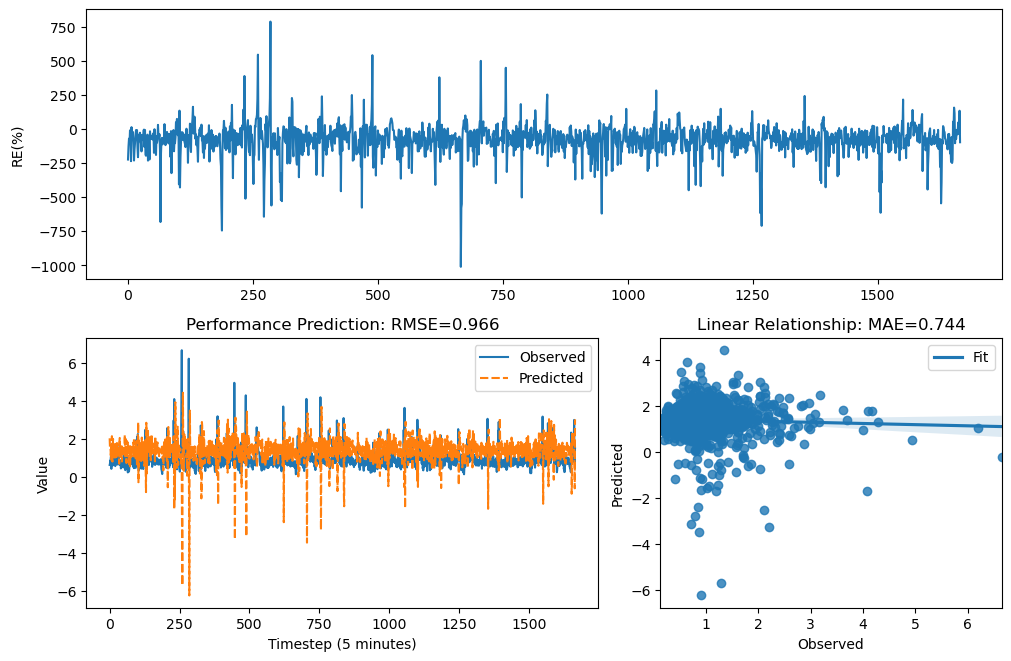 750
500
250
0
−250
−500
−750
−1000
RE(%)
0 250 500 750 1000 1250 1500
Performance Prediction: RMSE=0.966
6
4
2
0
−2
−4
−6
Value
Observed
Predicted
0 250 500 750 1000 1250 1500
Timestep (5 minutes)
Linear Relationship: MAE=0.744
4
2
0
−2
−4
−6
Predicted
Fit
1 2 3 4 5 6
Observed